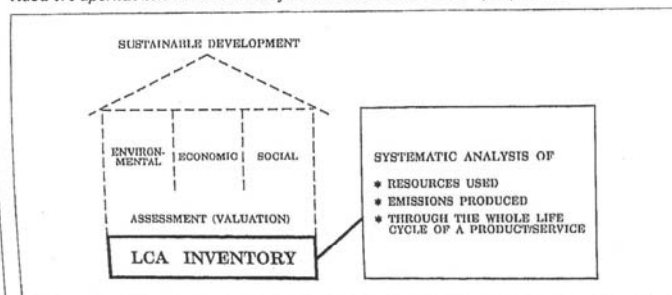 SUSTAINABLE DEVELOPMENT
ENVIRON-
MENTAL
ECONOMIC
SOCIAL
ASSESSMENT (VALUATION)
LCA INVENTORY
SYSTEMATIC ANALYSIS OF
* RESOURCES USED
* EMISSIONS PRODUCED
* THROUGH THE WHOLE LIFE
CYCLE OF A PRODUCT/SERVICE